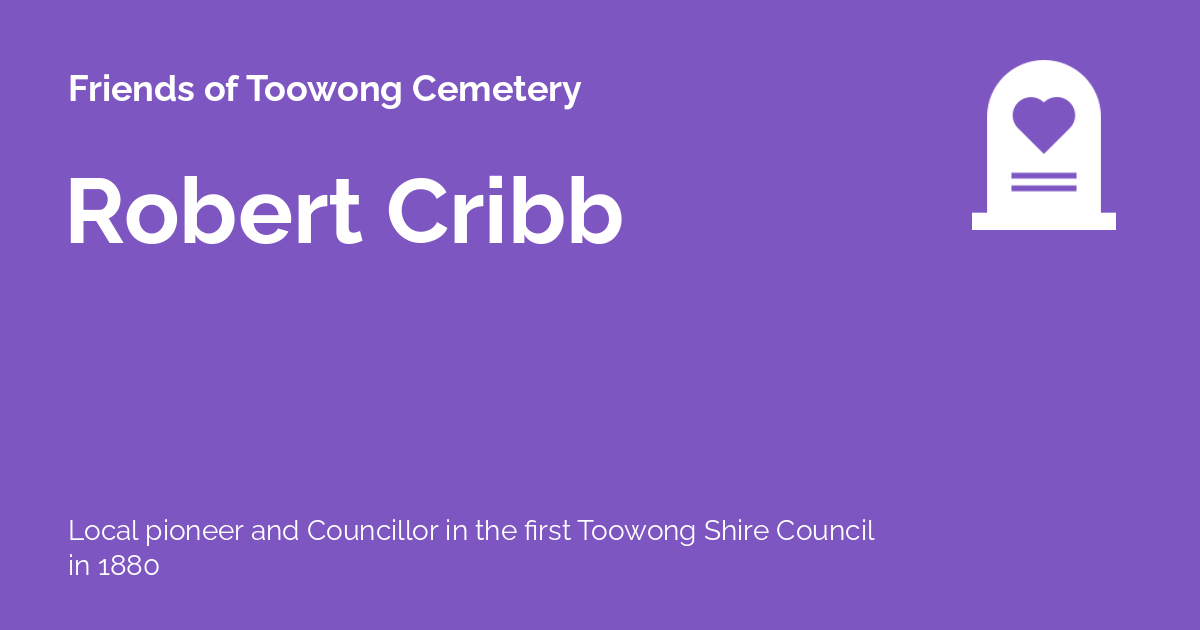 Friends of Toowong Cemetery
Robert Cribb
Local pioneer and Councillor in the first Toowong Shire Council
in 1880